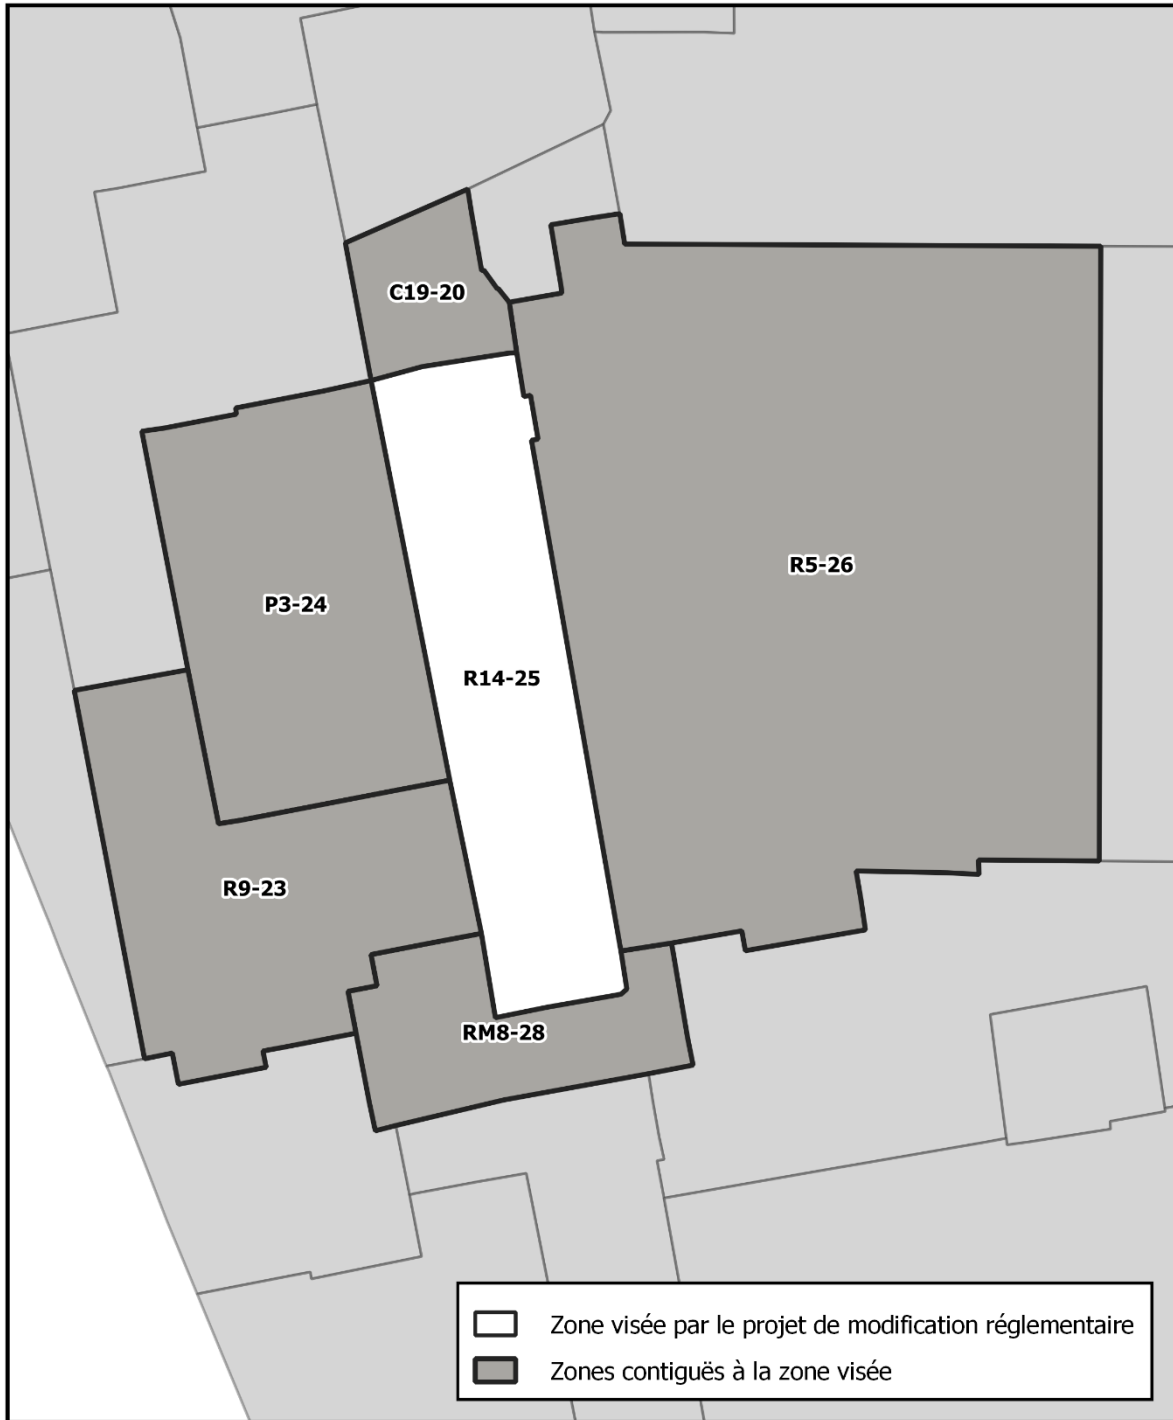 C19-20
R5-26
P3-24
R14-25
R9-23
RM8-28
Zone visée par le projet de modification réglementaire
Zones contiguës à la zone visée